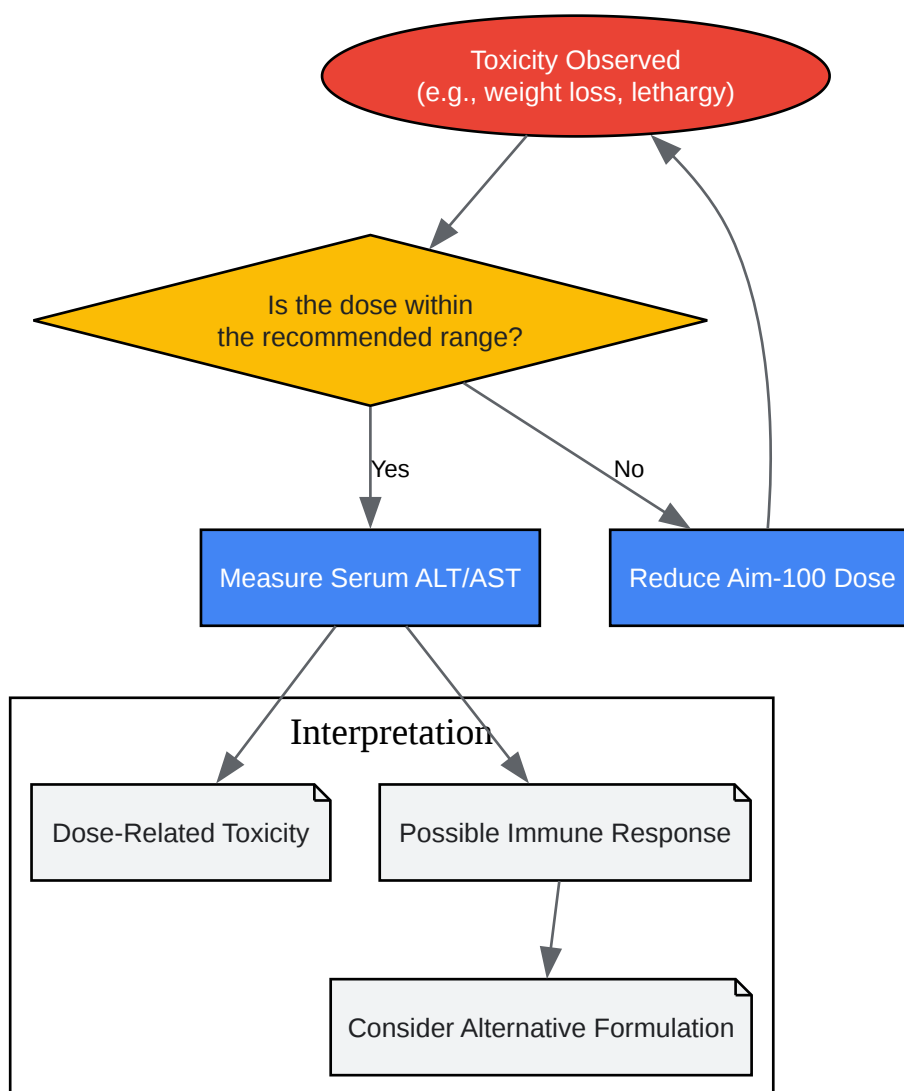 Toxicity Observed
(e.g., weight loss, lethargy)
Is the dose within
the recommended range?
Yes
No
Measure Serum ALT/AST
Reduce Aim-100 Dose
Interpretation
Dose-Related Toxicity
Possible Immune Response
Consider Alternative Formulation